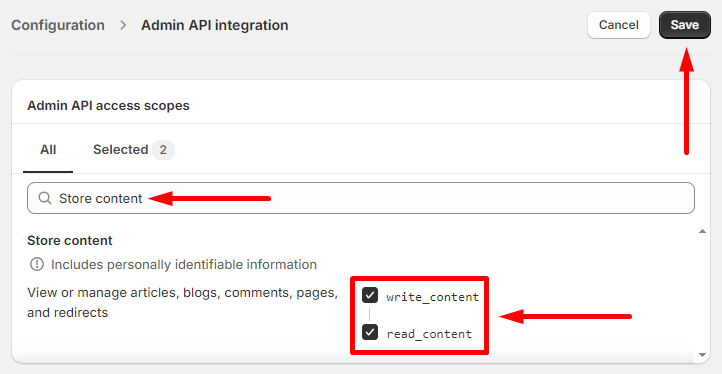 Configuration > Admin API integration Cancel Save
Admin API access scopes
All Selected 2
Store content
Store content
Includes personally identifiable information
View or manage articles, blogs, comments, pages,
and redirects
write_content
read_content